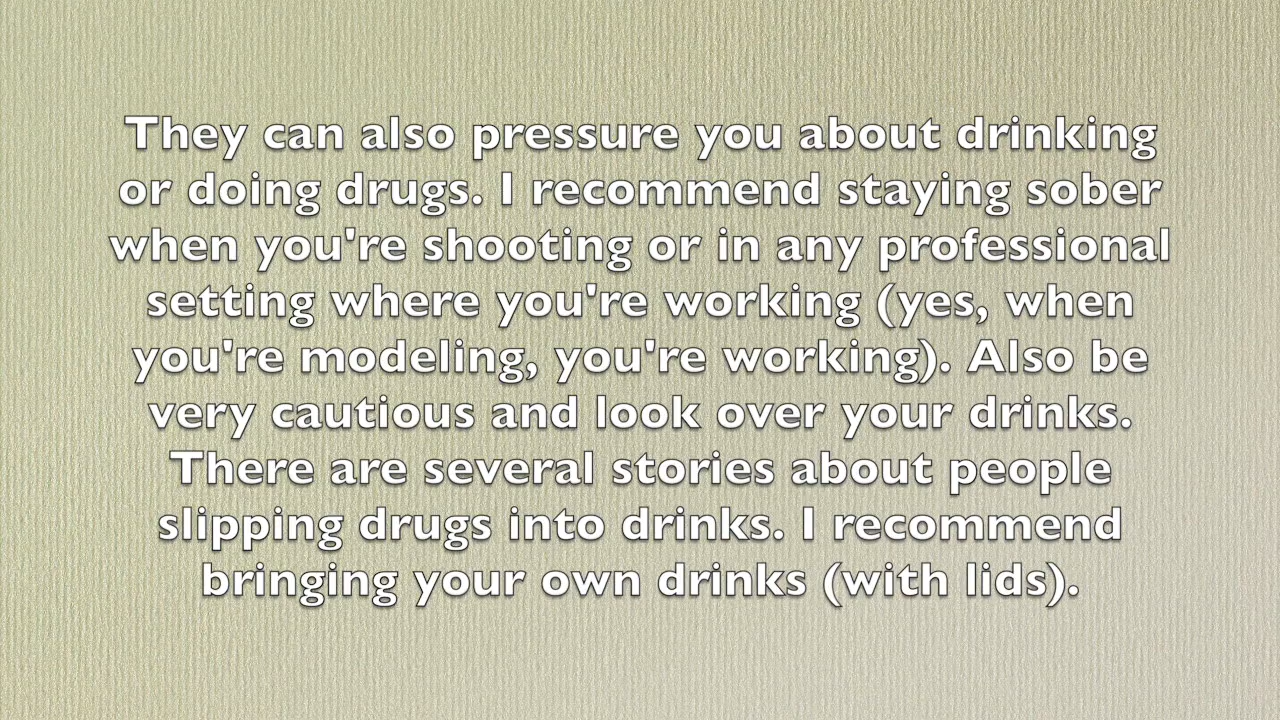 They can also pressure you about drinking
or doing drugs. I recommend staying sober
when you're shooting or in any professional
setting where you're working (yes, when
you're modeling, you're working). Also be
very cautious and look over your drinks.
There are several stories about people
slipping drugs into drinks. I recommend
bringing your own drinks (with lids).